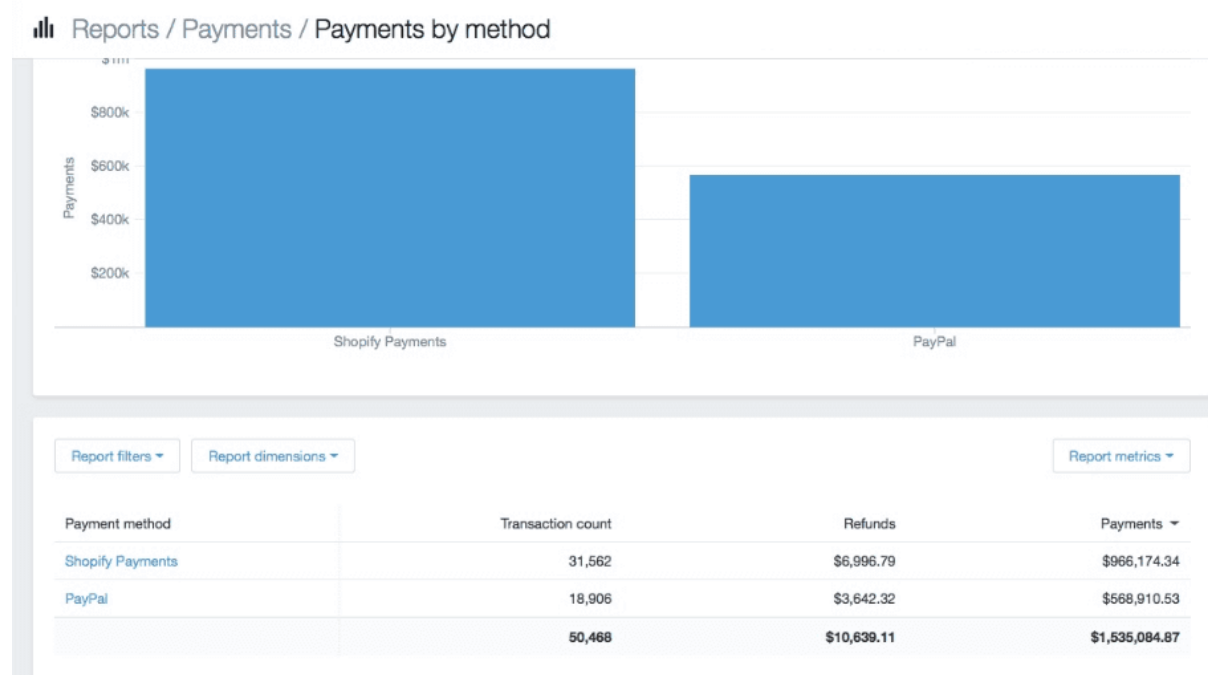 Reports / Payments / Payments by method
$800k
$600k
$400k
$200k
Payments
Shopify Payments
PayPal
Report filters
Report dimensions
Report metrics
Payment method Transaction count Refunds Payments
Shopify Payments 31,562 $6,996.79 $966,174.34
PayPal 18,906 $3,642.32 $568,910.53
50,468 $10,639.11 $1,535,084.87